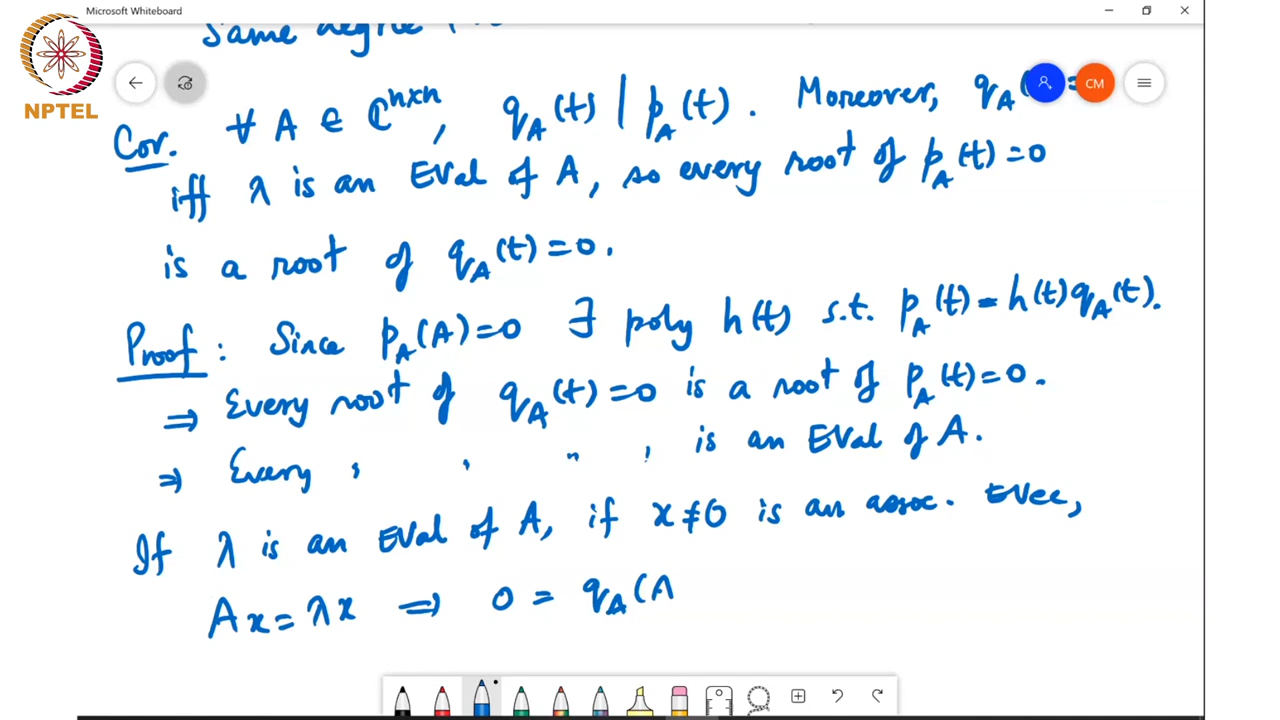 Microsoft Whiteboard
Same degree
NPTEL
CM
Cor. ∀ A ∈ ℂⁿˣⁿ, q_A(t) | p_A(t). Moreover, q_A( =
iff λ is an EVal of A, so every root of p_A(t)=0
is a root of q_A(t)=0.
Proof: Since p_A(A)=0 ∃ poly h(t) s.t. p_A(t)=h(t)q_A(t).
⇒ Every root of q_A(t)=0 is a root of p_A(t)=0.
⇒ Every , , " , is an EVal of A.
If λ is an EVal of A, if x≠0 is an assoc. EVec,
Ax=λx ⇒ 0 = q_A(A